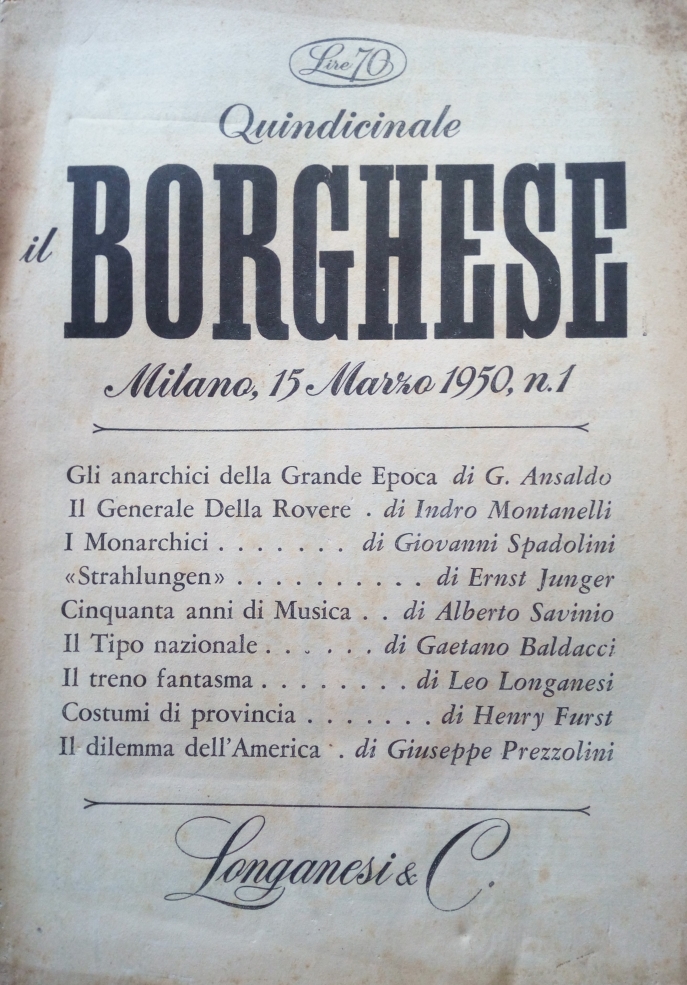 Lire 70
Quindicinale
il BORGHESE
Milano, 15 Marzo 1950, n.1
Gli anarchici della Grande Epoca di G. Ansaldo
Il Generale Della Rovere . di Indro Montanelli
I Monarchici . . . . . . . di Giovanni Spadolini
«Strahlungen» . . . . . . . . . . di Ernst Junger
Cinquanta anni di Musica . . di Alberto Savinio
Il Tipo nazionale . . . . . . di Gaetano Baldacci
Il treno fantasma . . . . . . . . . di Leo Longanesi
Costumi di provincia . . . . . . . di Henry Furst
Il dilemma dell'America . . di Giuseppe Prezzolini
Longanesi & C.